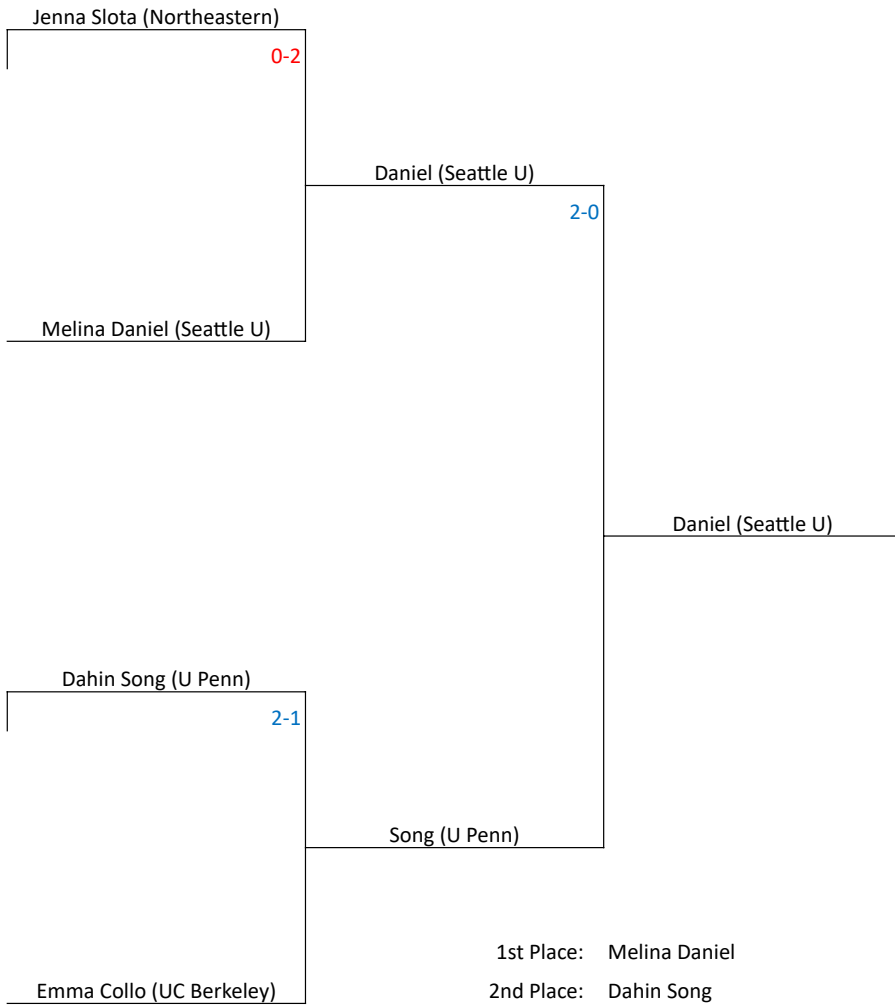 Jenna Slota (Northeastern)
0-2
Daniel (Seattle U)
2-0
Melina Daniel (Seattle U)
Daniel (Seattle U)
Dahin Song (U Penn)
2-1
Song (U Penn)
1st Place: Melina Daniel
Emma Collo (UC Berkeley)
2nd Place: Dahin Song